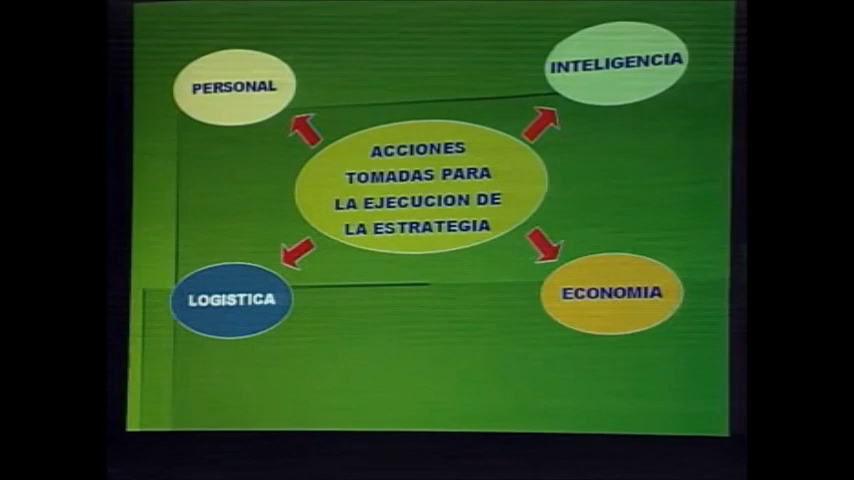 PERSONAL
INTELIGENCIA
ACCIONES
TOMADAS PARA
LA EJECUCION DE
LA ESTRATEGIA
LOGISTICA
ECONOMIA